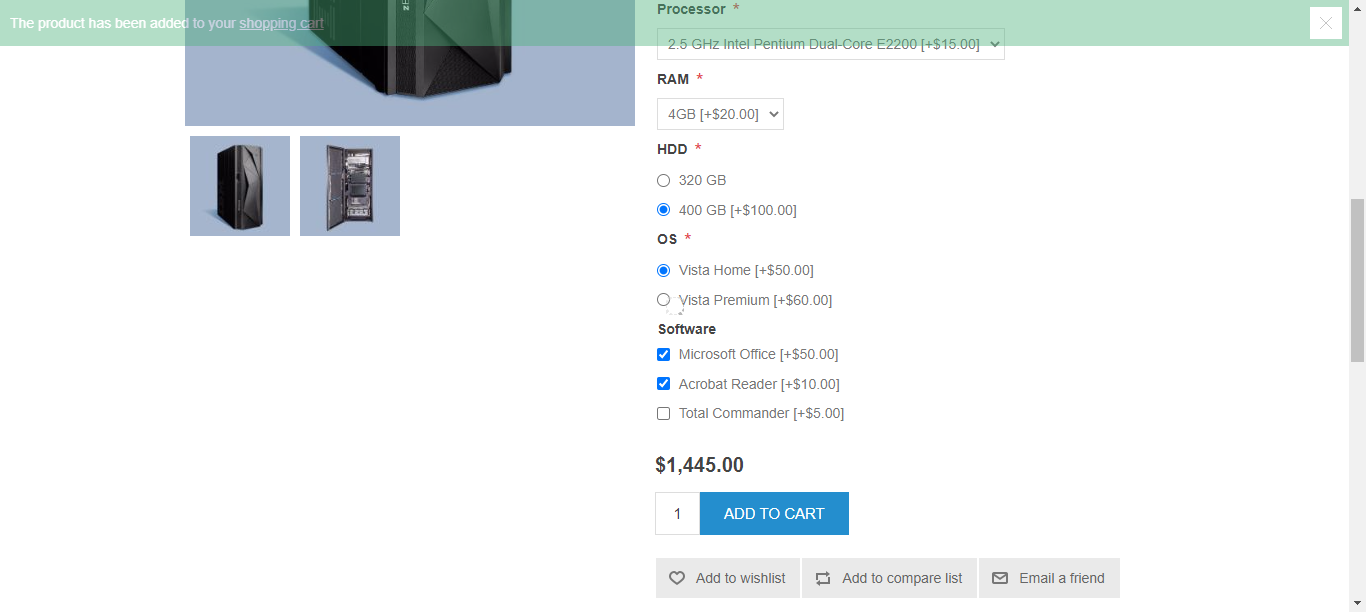 The product has been added to your shopping cart
Processor *
2.5 GHz Intel Pentium Dual-Core E2200 [+$15.00]
RAM *
4GB [+$20.00]
HDD *
320 GB
400 GB [+$100.00]
OS *
Vista Home [+$50.00]
Vista Premium [+$60.00]
Software
Microsoft Office [+$50.00]
Acrobat Reader [+$10.00]
Total Commander [+$5.00]
$1,445.00
1 ADD TO CART
Add to wishlist Add to compare list Email a friend